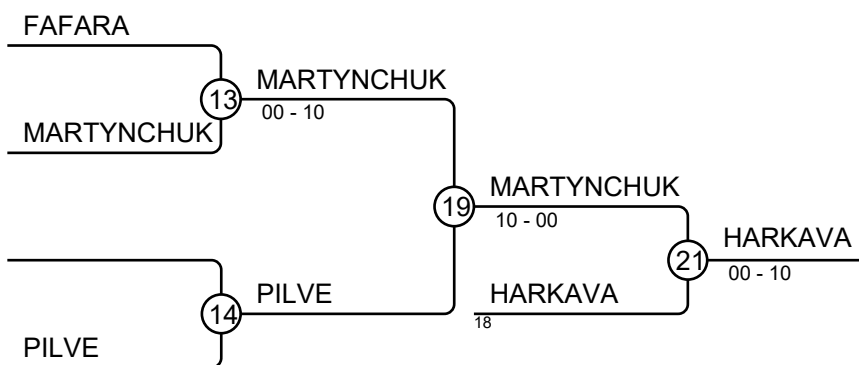 FAFARA
13
MARTYNCHUK
00 - 10
MARTYNCHUK
19
MARTYNCHUK
10 - 00
21
HARKAVA
00 - 10
14
PILVE
HARKAVA
18
PILVE